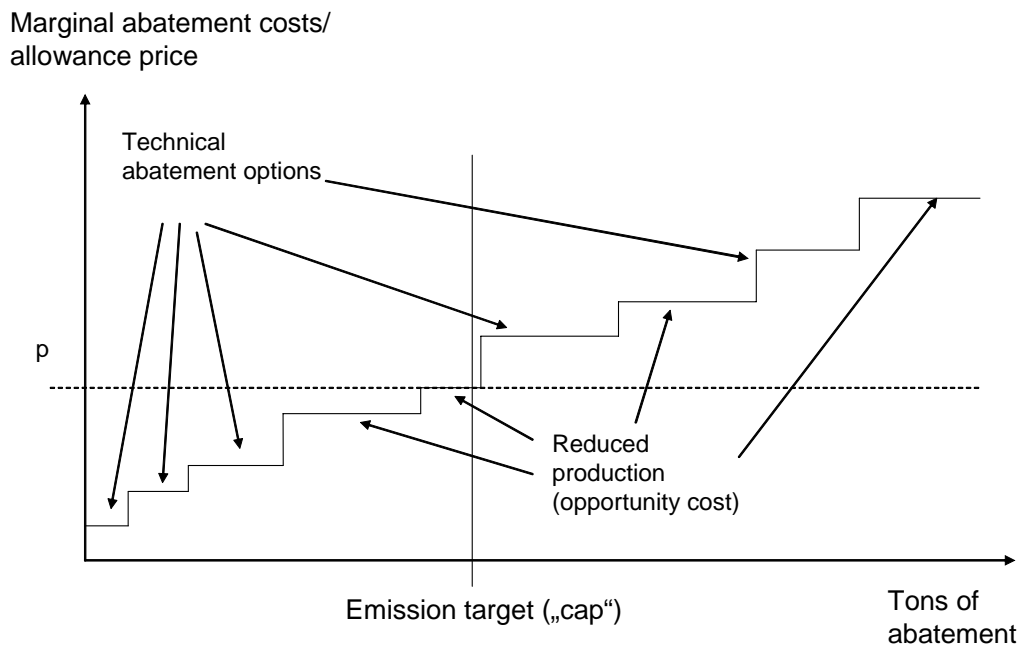 Marginal abatement costs/
allowance price
Technical
abatement options
p
Reduced
production
(opportunity cost)
Emission target („cap“)
Tons of
abatement